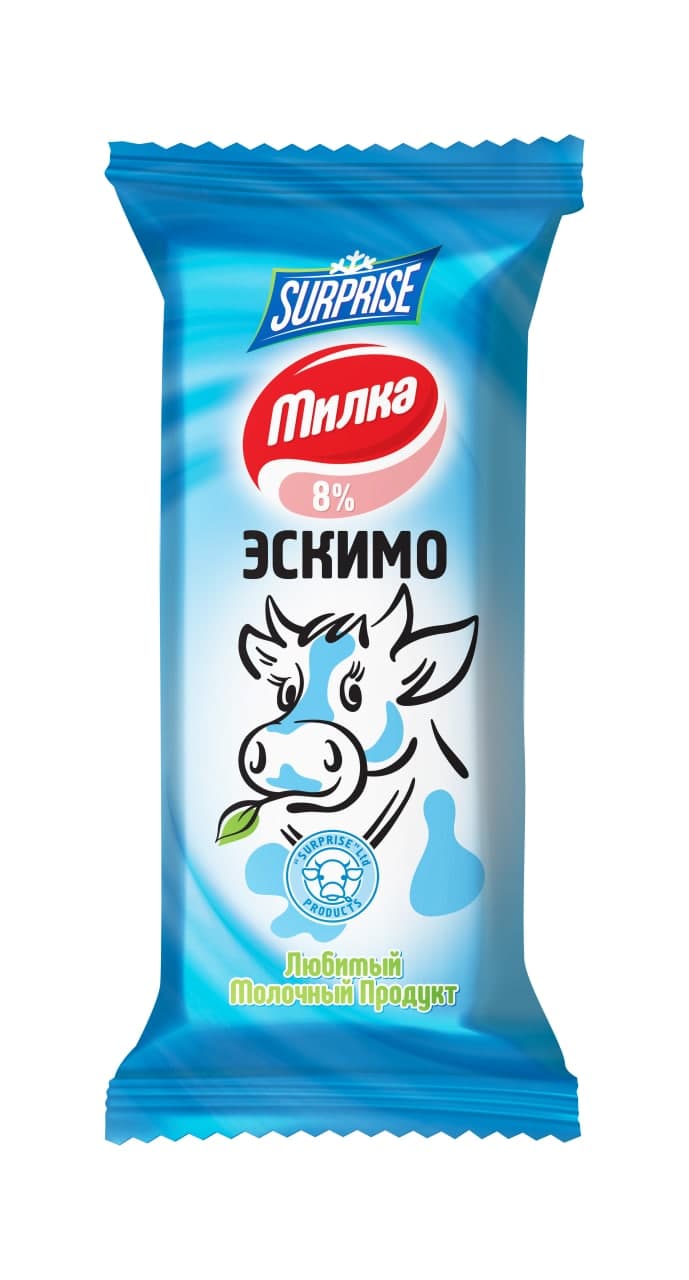 SURPRISE
Милка
8%
ЭСКИМО
"SURPRISE" Ltd
PRODUCTS
Любимый
Молочный Продукт